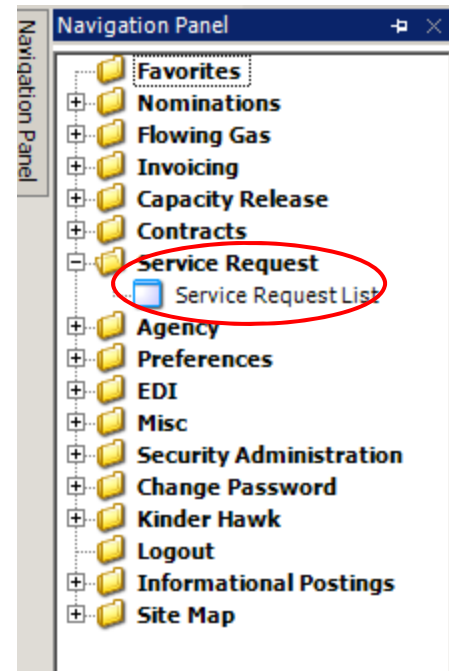 Navigation Panel
Navigation Panel
Favorites
Nominations
Flowing Gas
Invoicing
Capacity Release
Contracts
Service Request
Service Request List
Agency
Preferences
EDI
Misc
Security Administration
Change Password
Kinder Hawk
Logout
Informational Postings
Site Map